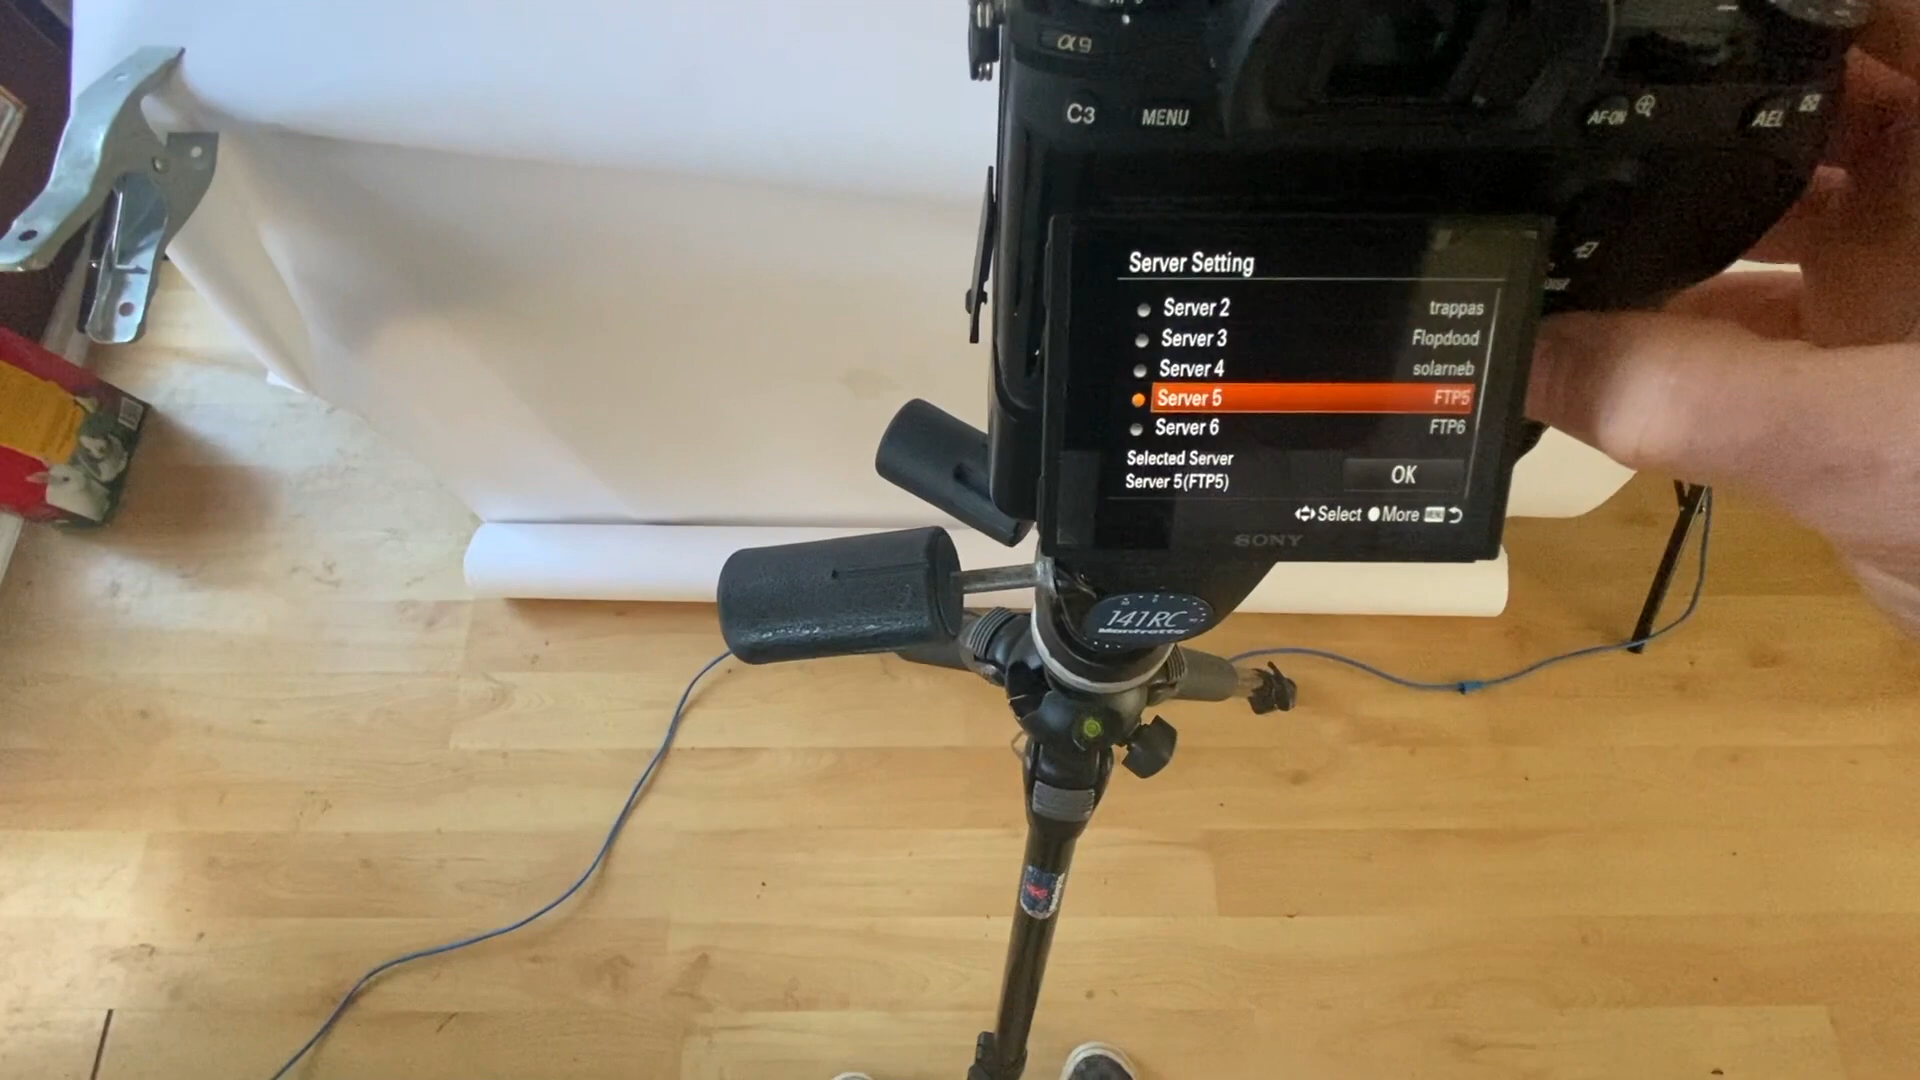 α9
C3 MENU
AF-ON AEL
Server Setting
Server 2 trappas
Server 3 Flopdood
Server 4 solarneb
Server 5 FTP5
Server 6 FTP6
Selected Server
Server 5(FTP5)
OK
Select More MENU
SONY
141RC
Manfrotto